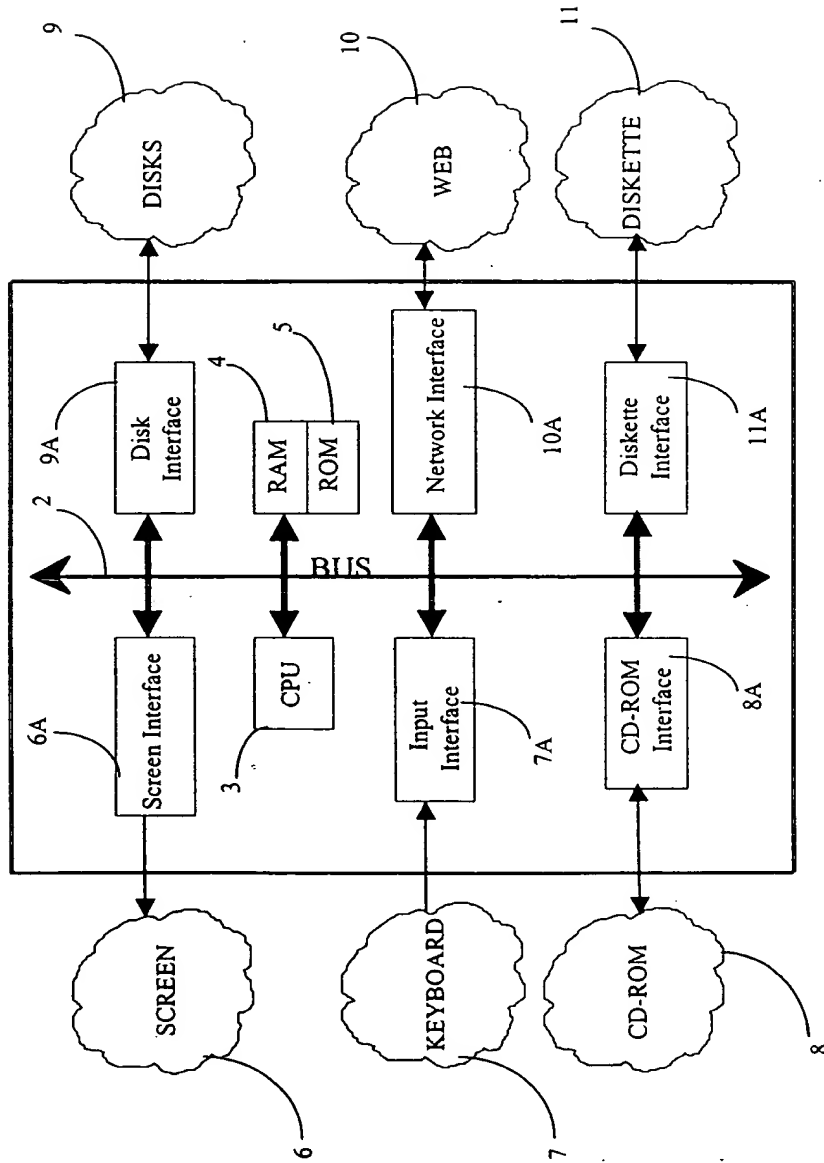 9
10
11
DISKS
WEB
DISKETTE
9A
Disk
Interface
4
5
RAM
ROM
Network Interface
10A
Diskette
Interface
11A
2
BUS
6A
Screen Interface
3
CPU
Input
Interface
7A
CD-ROM
Interface
8A
SCREEN
KEYBOARD
CD-ROM
6
7
8